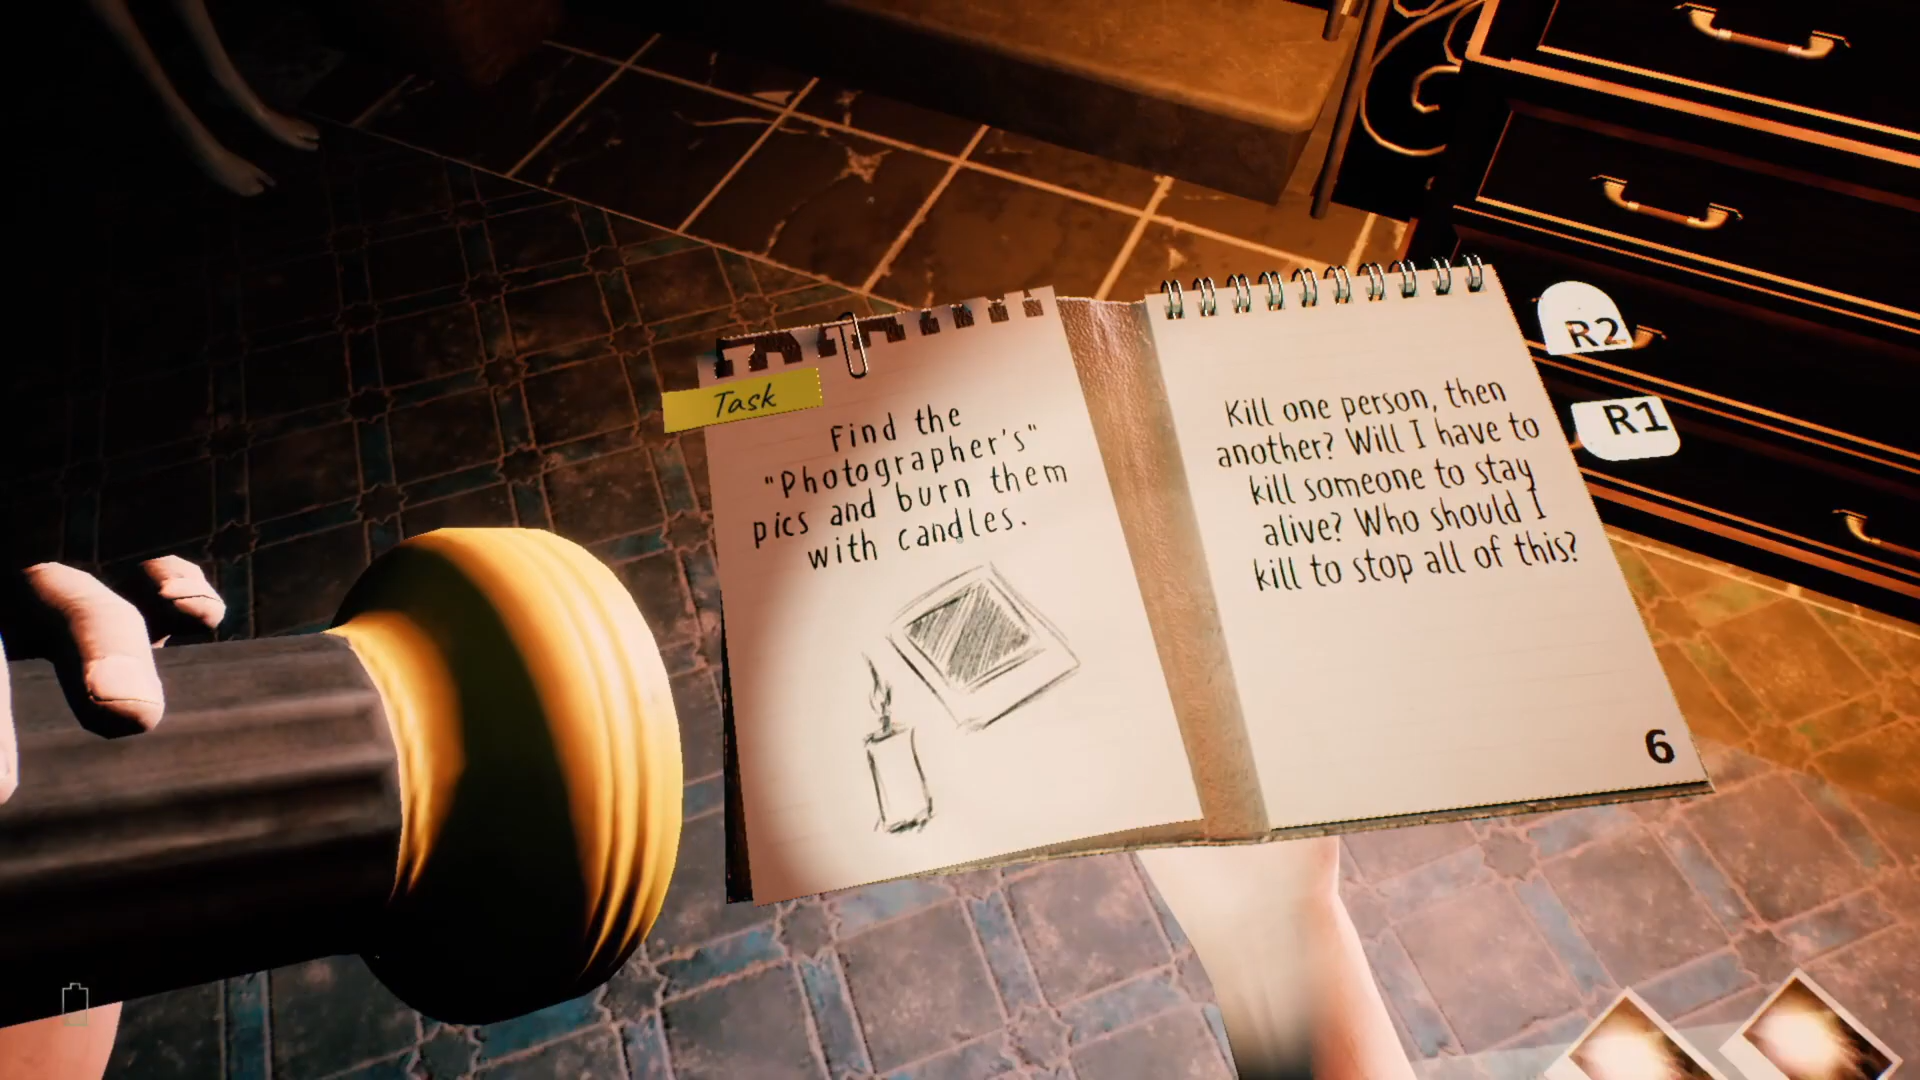 Task
Find the
"Photographer's"
pics and burn them
with candles.
Kill one person, then
another? Will I have to
kill someone to stay
alive? Who should I
kill to stop all of this?
6
R2
R1